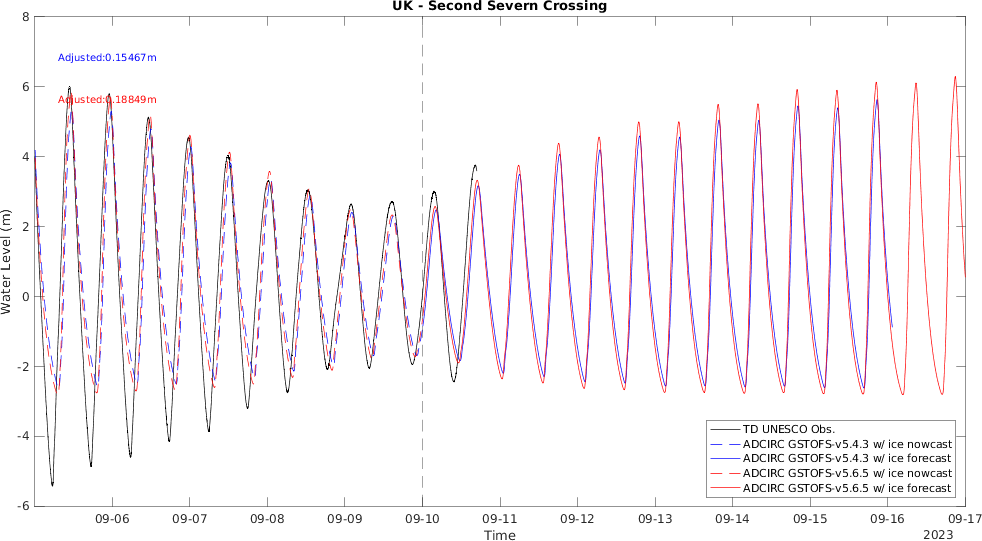 UK - Second Severn Crossing
8
6
4
2
0
-2
-4
-6
Water Level (m)
Adjusted:0.15467m
Adjusted:0.18849m
TD UNESCO Obs.
ADCIRC GSTOFS-v5.4.3 w/ ice nowcast
ADCIRC GSTOFS-v5.4.3 w/ ice forecast
ADCIRC GSTOFS-v5.6.5 w/ ice nowcast
ADCIRC GSTOFS-v5.6.5 w/ ice forecast
09-06 09-07 09-08 09-09 09-10 09-11 09-12 09-13 09-14 09-15 09-16 09-17
Time
2023